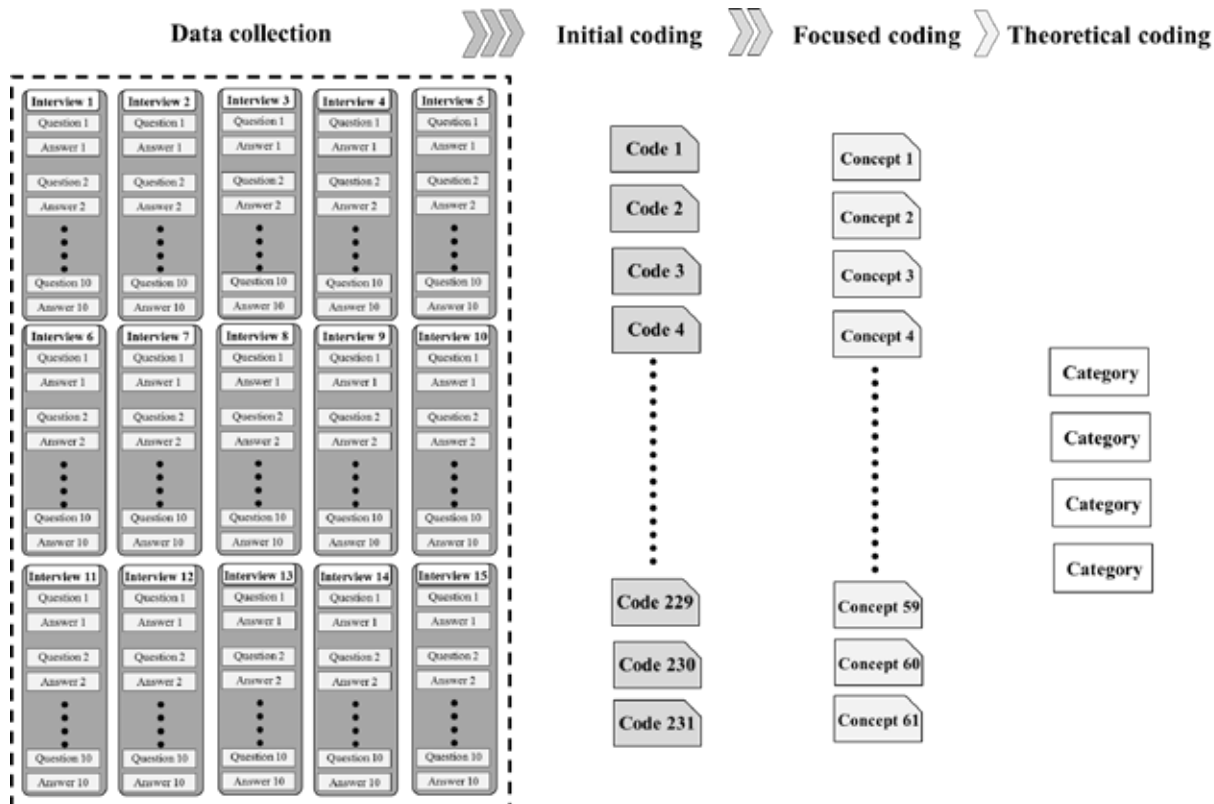 Data collection
Initial coding
Focused coding
Theoretical coding
Interview 1
Question 1
Answer 1
Question 2
Answer 2
Question 10
Answer 10
Interview 2
Question 1
Answer 1
Question 2
Answer 2
Question 10
Answer 10
Interview 3
Question 1
Answer 1
Question 2
Answer 2
Question 10
Answer 10
Interview 4
Question 1
Answer 1
Question 2
Answer 2
Question 10
Answer 10
Interview 5
Question 1
Answer 1
Question 2
Answer 2
Question 10
Answer 10
Interview 6
Question 1
Answer 1
Question 2
Answer 2
Question 10
Answer 10
Interview 7
Question 1
Answer 1
Question 2
Answer 2
Question 10
Answer 10
Interview 8
Question 1
Answer 1
Question 2
Answer 2
Question 10
Answer 10
Interview 9
Question 1
Answer 1
Question 2
Answer 2
Question 10
Answer 10
Interview 10
Question 1
Answer 1
Question 2
Answer 2
Question 10
Answer 10
Interview 11
Question 1
Answer 1
Question 2
Answer 2
Question 10
Answer 10
Interview 12
Question 1
Answer 1
Question 2
Answer 2
Question 10
Answer 10
Interview 13
Question 1
Answer 1
Question 2
Answer 2
Question 10
Answer 10
Interview 14
Question 1
Answer 1
Question 2
Answer 2
Question 10
Answer 10
Interview 15
Question 1
Answer 1
Question 2
Answer 2
Question 10
Answer 10
Code 1
Code 2
Code 3
Code 4
Code 229
Code 230
Code 231
Concept 1
Concept 2
Concept 3
Concept 4
Concept 59
Concept 60
Concept 61
Category
Category
Category
Category